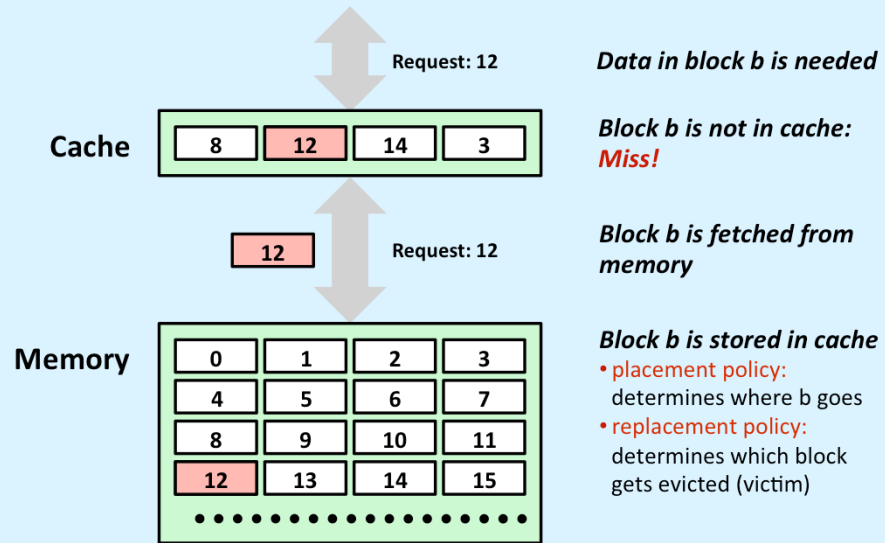 Request: 12
Data in block b is needed
Cache
8 12 14 3
Block b is not in cache:
Miss!
12
Request: 12
Block b is fetched from
memory
Memory
0 1 2 3
4 5 6 7
8 9 10 11
12 13 14 15
Block b is stored in cache
• placement policy:
determines where b goes
• replacement policy:
determines which block
gets evicted (victim)